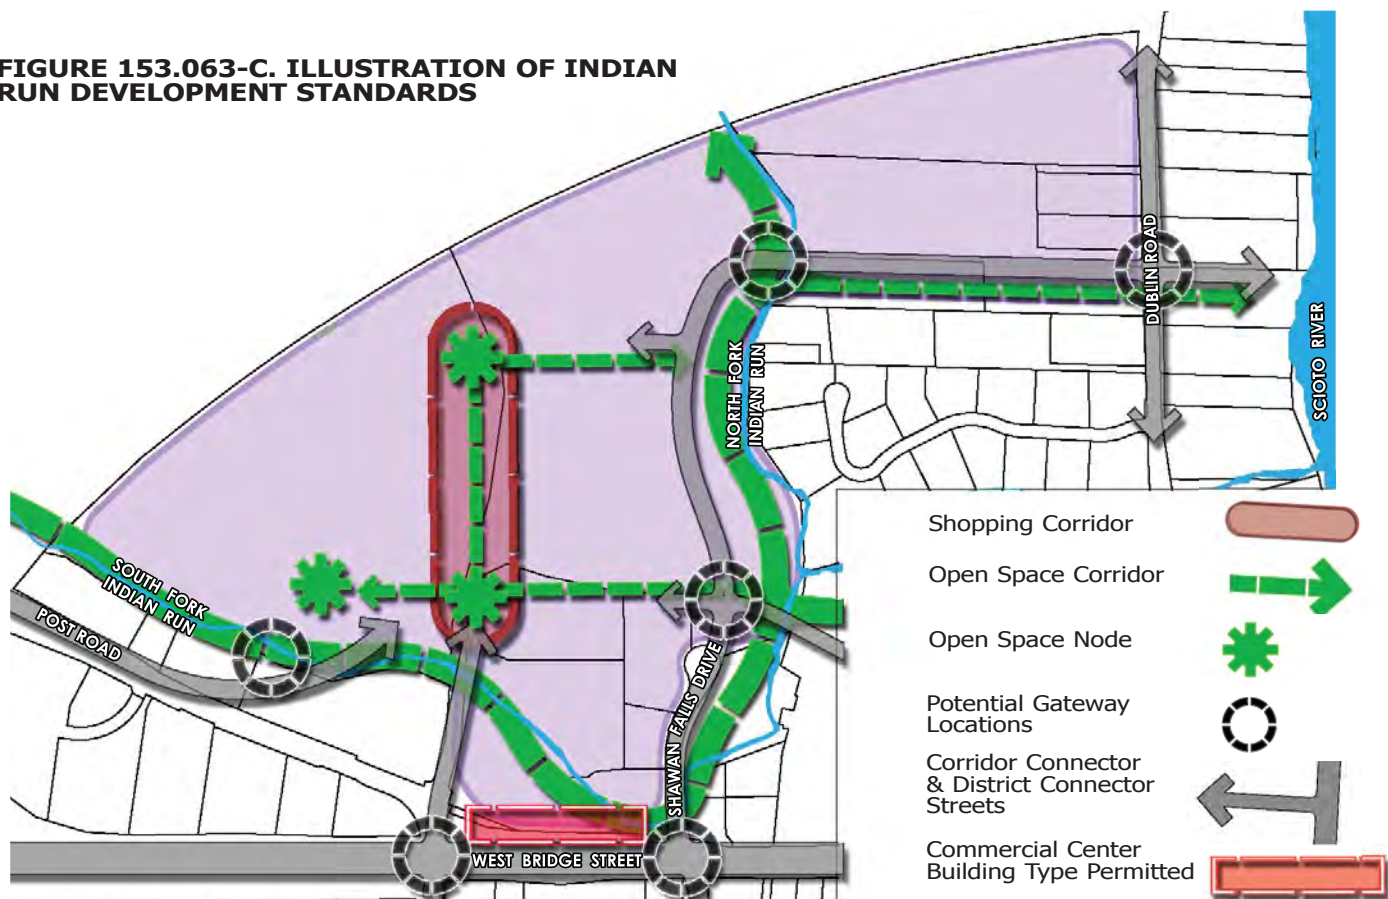 FIGURE 153.063-C. ILLUSTRATION OF INDIAN
RUN DEVELOPMENT STANDARDS
DUBLIN ROAD
SCIOTO RIVER
NORTH FORK
INDIAN RUN
SOUTH FORK
INDIAN RUN
POST ROAD
SHAWAN FALLS DRIVE
WEST BRIDGE STREET
Shopping Corridor
Open Space Corridor
Open Space Node
Potential Gateway
Locations
Corridor Connector
& District Connector
Streets
Commercial Center
Building Type Permitted